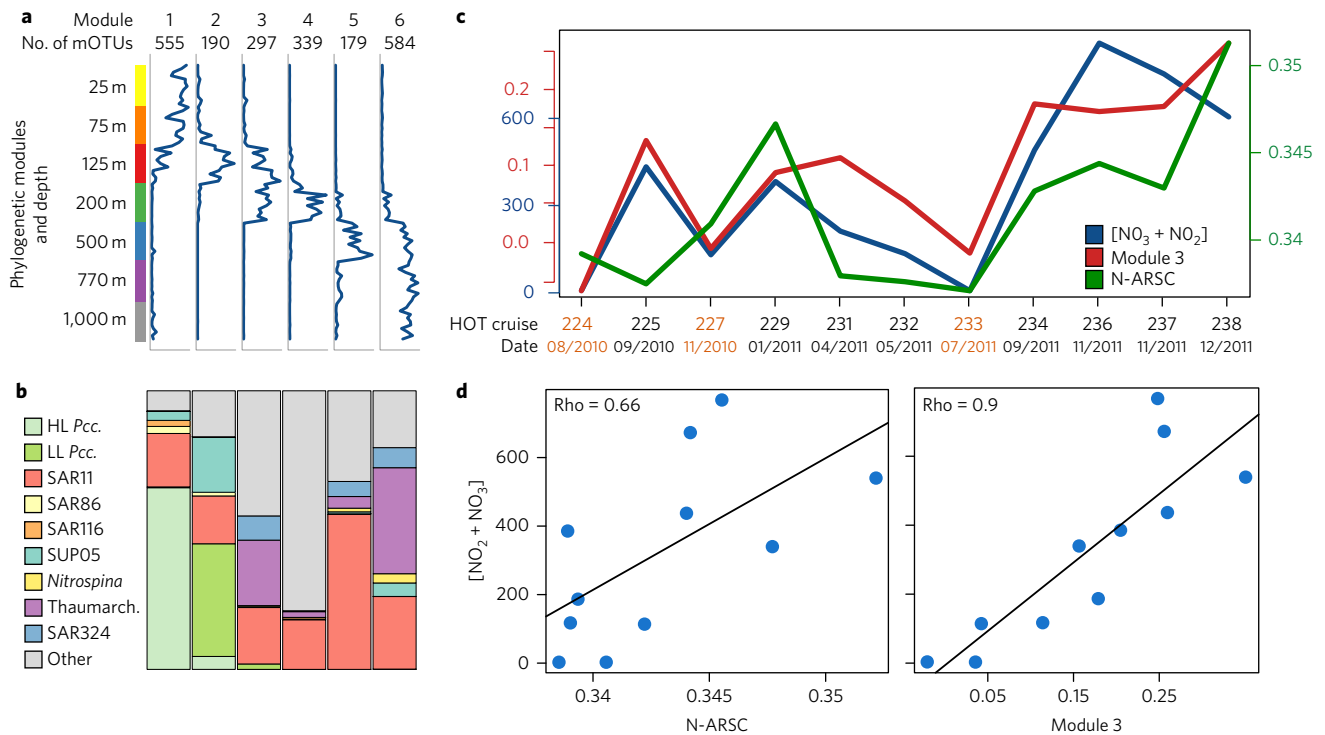 a
Module 1 2 3 4 5 6
No. of mOTUs 555 190 297 339 179 584
Phylogenetic modules
and depth
25 m
75 m
125 m
200 m
500 m
770 m
1,000 m
b
HL Pcc.
LL Pcc.
SAR11
SAR86
SAR116
SUP05
Nitrospina
Thaumarch.
SAR324
Other
c
0.2
0.1
0.0
600
300
0
0.35
0.345
0.34
[N0₃ + N0₂]
Module 3
N-ARSC
HOT cruise 224 225 227 229 231 232 233 234 236 237 238
Date 08/2010 09/2010 11/2010 01/2011 04/2011 05/2011 07/2011 09/2011 11/2011 11/2011 12/2011
d
Rho = 0.66
[NO₂ + NO₃]
600
400
200
0
0.34 0.345 0.35
N-ARSC
Rho = 0.9
0.05 0.15 0.25
Module 3